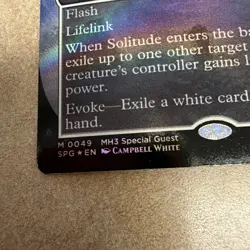 Flash
Lifelink
When Solitude enters the ba
exile up to one other target
creature's controller gains l
power.
Evoke—Exile a white card
hand.
M 0049 MH3 Special Guest
SPG ★ EN Campbell White